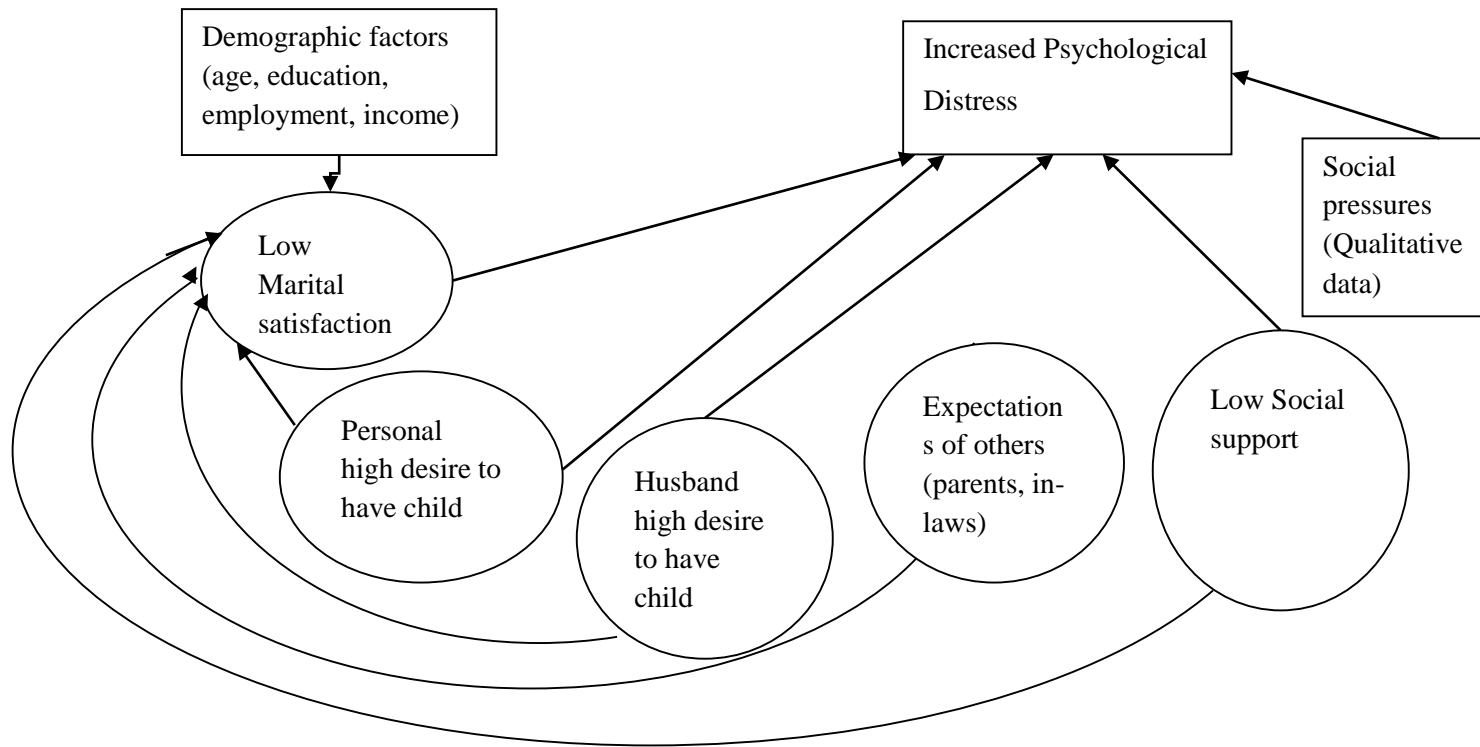 Demographic factors
(age, education,
employment, income)
Increased Psychological
Distress
Social
pressures
(Qualitative
data)
Low
Marital
satisfaction
Personal
high desire to
have child
Husband
high desire
to have
child
Expectation
s of others
(parents, in-
laws)
Low Social
support